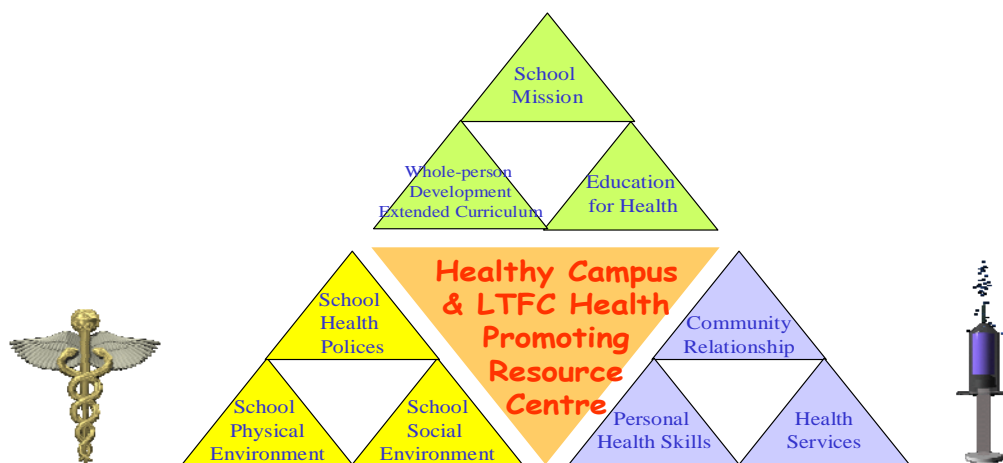 School
Mission
Whole-person
Development
Extended Curriculum
Education
for Health
Healthy Campus
& LTFC Health
Promoting
Resource
Centre
School
Health
Polices
School
Physical
Environment
School
Social
Environment
Community
Relationship
Personal
Health Skills
Health
Services